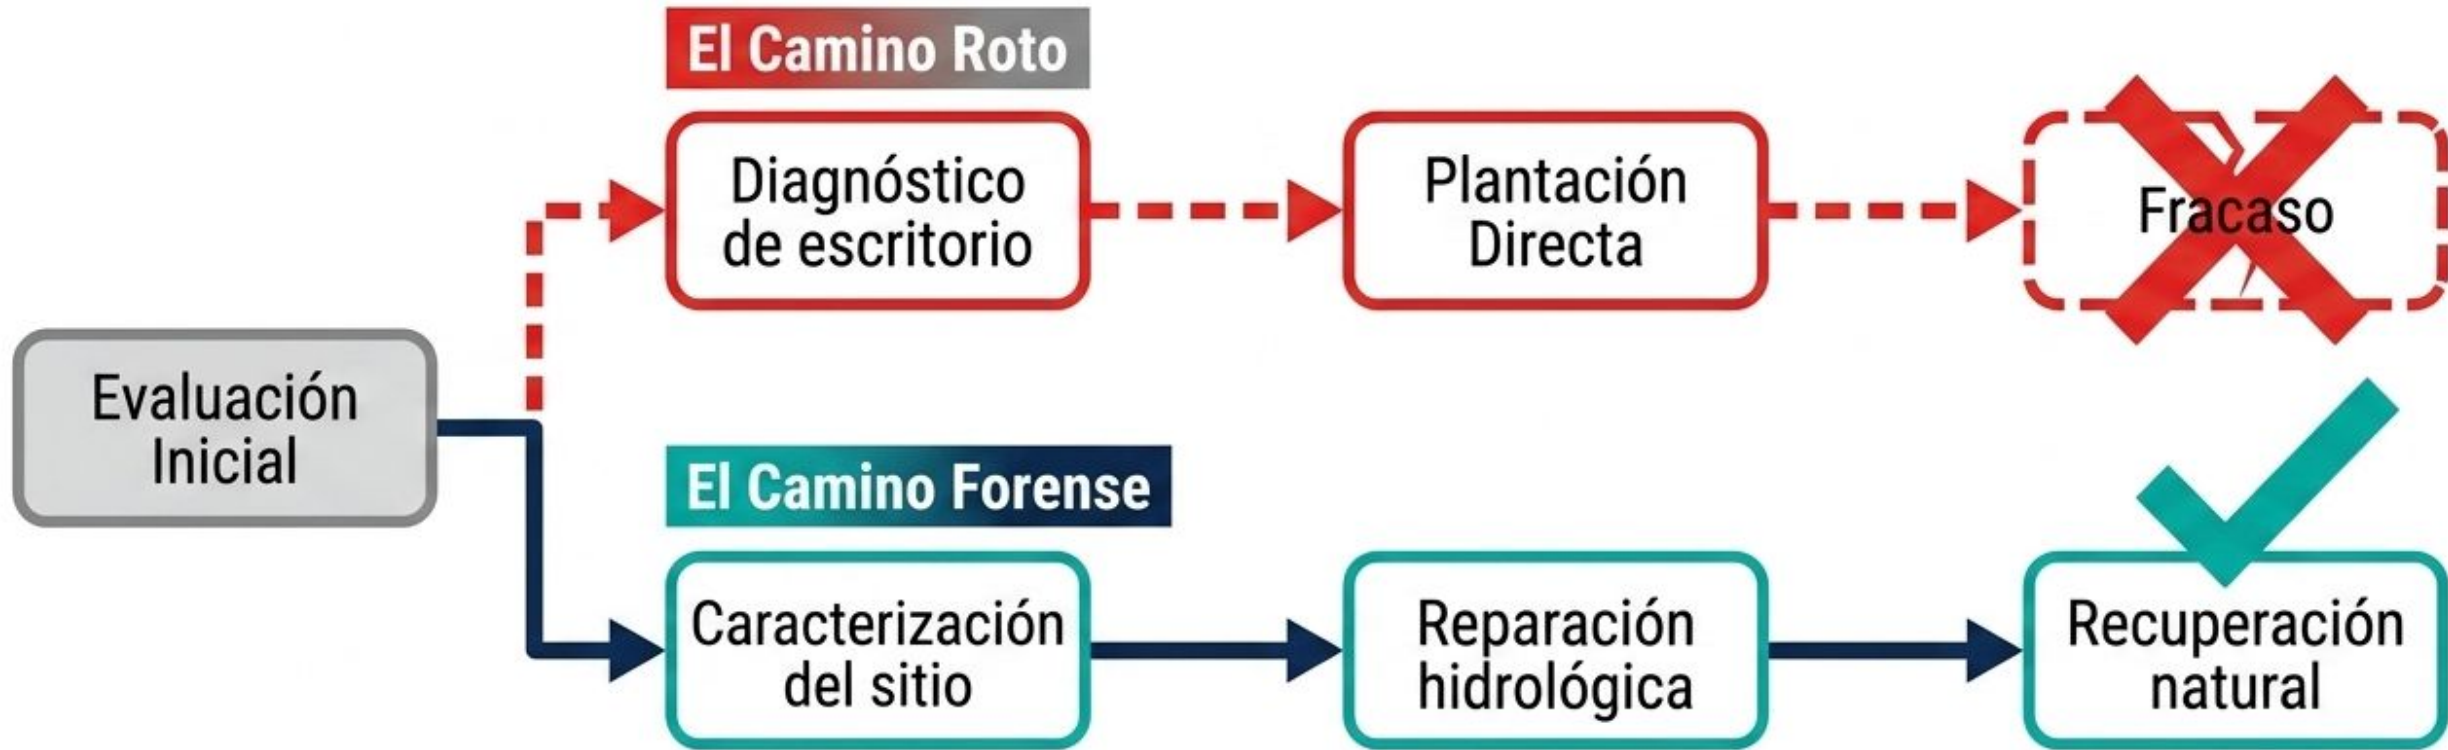 El Camino Roto
Diagnóstico
de escritorio
Plantación
Directa
Fracaso
Evaluación
Inicial
El Camino Forense
Caracterización
del sitio
Reparación
hidrológica
Recuperación
natural